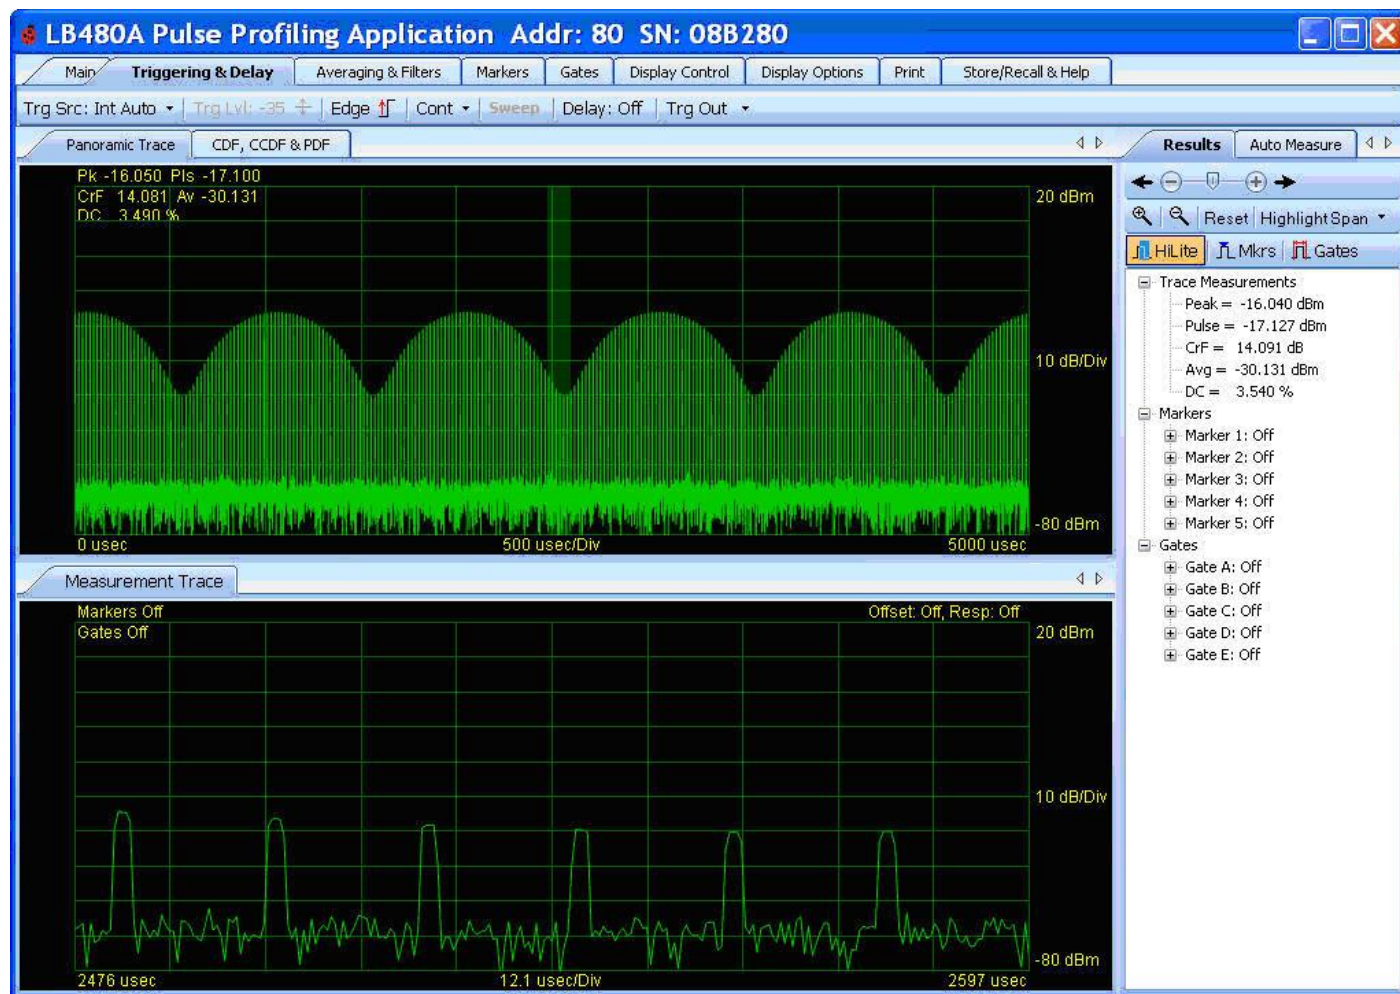 LB480A Pulse Profiling Application Addr: 80 SN: 08B280
Main Triggering & Delay Averaging & Filters Markers Gates Display Control Display Options Print Store/Recall & Help
Trg Src: Int Auto Trg Lvl: -35 Edge Cont Sweep Delay: Off Trg Out
Panoramic Trace CDF, CCDF & PDF
Pk -16.050 Pls -17.100
CrF 14.081 Av -30.131
DC 3.490 %
20 dBm
10 dB/Div
-80 dBm
0 usec 500 usec/Div 5000 usec
Measurement Trace
Markers Off Offset: Off, Resp: Off
Gates Off
20 dBm
10 dB/Div
-80 dBm
2476 usec 12.1 usec/Div 2597 usec
Results Auto Measure
Reset HighlightSpan
HiLite Mkrs Gates
Trace Measurements
Peak = -16.040 dBm
Pulse = -17.127 dBm
CrF = 14.091 dB
Avg = -30.131 dBm
DC = 3.540 %
Markers
Marker 1: Off
Marker 2: Off
Marker 3: Off
Marker 4: Off
Marker 5: Off
Gates
Gate A: Off
Gate B: Off
Gate C: Off
Gate D: Off
Gate E: Off